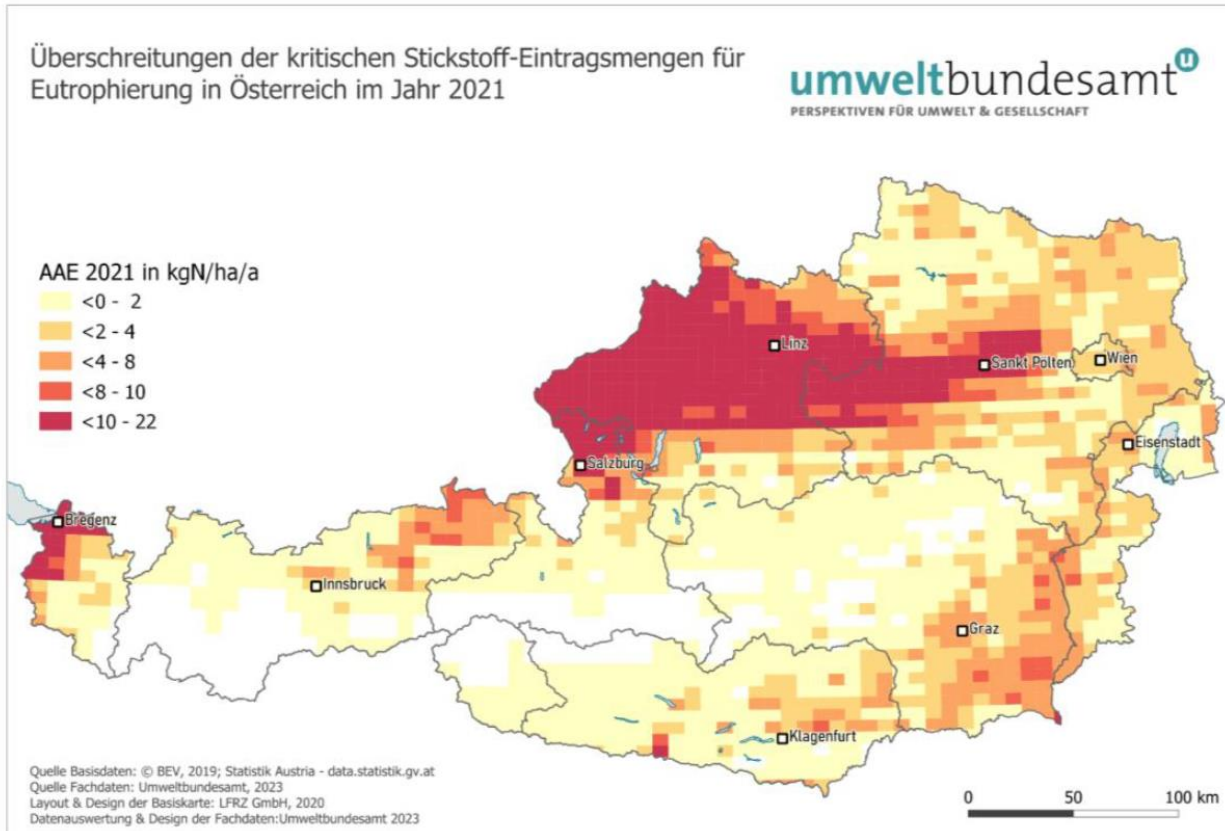 Überschreitungen der kritischen Stickstoff-Eintragsmengen für
Eutrophierung in Österreich im Jahr 2021
umweltbundesamt
u
PERSPEKTIVEN FÜR UMWELT & GESELLSCHAFT
AAE 2021 in kgN/ha/a
<0 - 2
<2 - 4
<4 - 8
<8 - 10
<10 - 22
Linz
Sankt Pölten
Wien
Eisenstadt
Salzburg
Bregenz
Innsbruck
Graz
Klagenfurt
Quelle Basisdaten: © BEV, 2019; Statistik Austria - data.statistik.gv.at
Quelle Fachdaten: Umweltbundesamt, 2023
Layout & Design der Basiskarte: LFRZ GmbH, 2020
Datenauswertung & Design der Fachdaten:Umweltbundesamt 2023
0 50 100 km